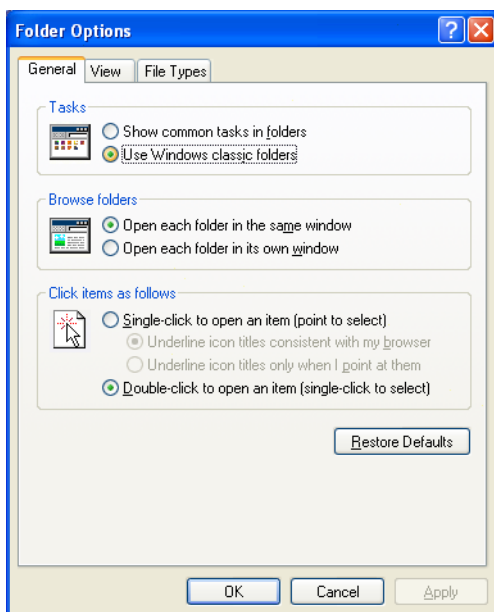 Folder Options
?
General View File Types
Tasks
Show common tasks in folders
Use Windows classic folders
Browse folders
Open each folder in the same window
Open each folder in its own window
Click items as follows
Single-click to open an item (point to select)
Underline icon titles consistent with my browser
Underline icon titles only when I point at them
Double-click to open an item (single-click to select)
Restore Defaults
OK Cancel Apply